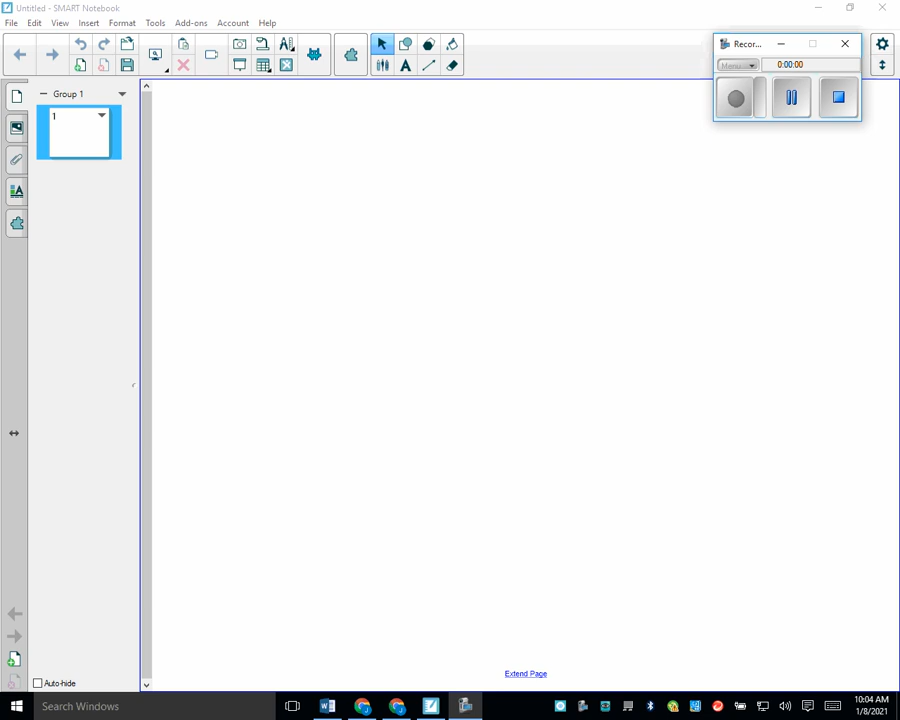 Untitled - SMART Notebook
File Edit View Insert Format Tools Add-ons Account Help
Recor...
Menu
0:00:00
Group 1
1
Extend Page
Auto-hide
Search Windows
10:04 AM
1/8/2021